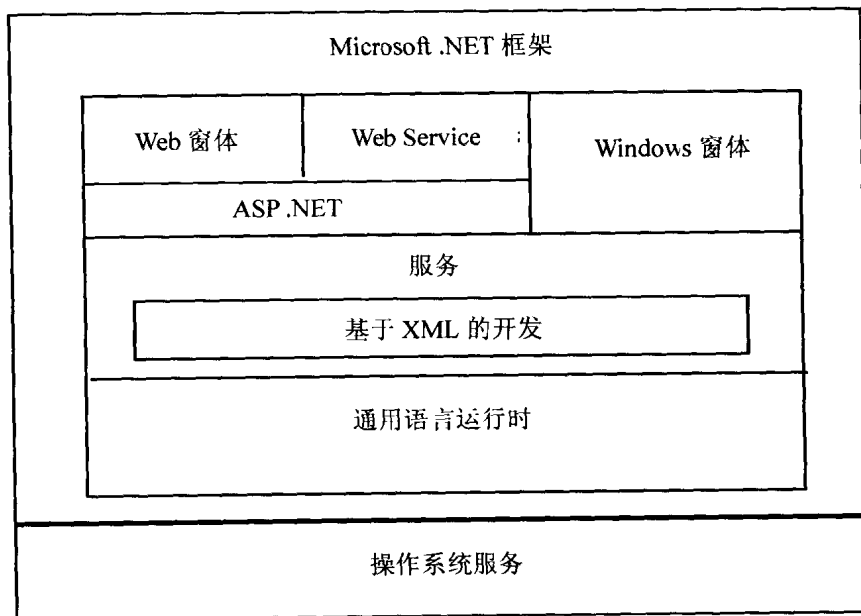 Microsoft .NET 框架
Web 窗体
Web Service
Windows 窗体
ASP .NET
服务
基于 XML 的开发
通用语言运行时
操作系统服务